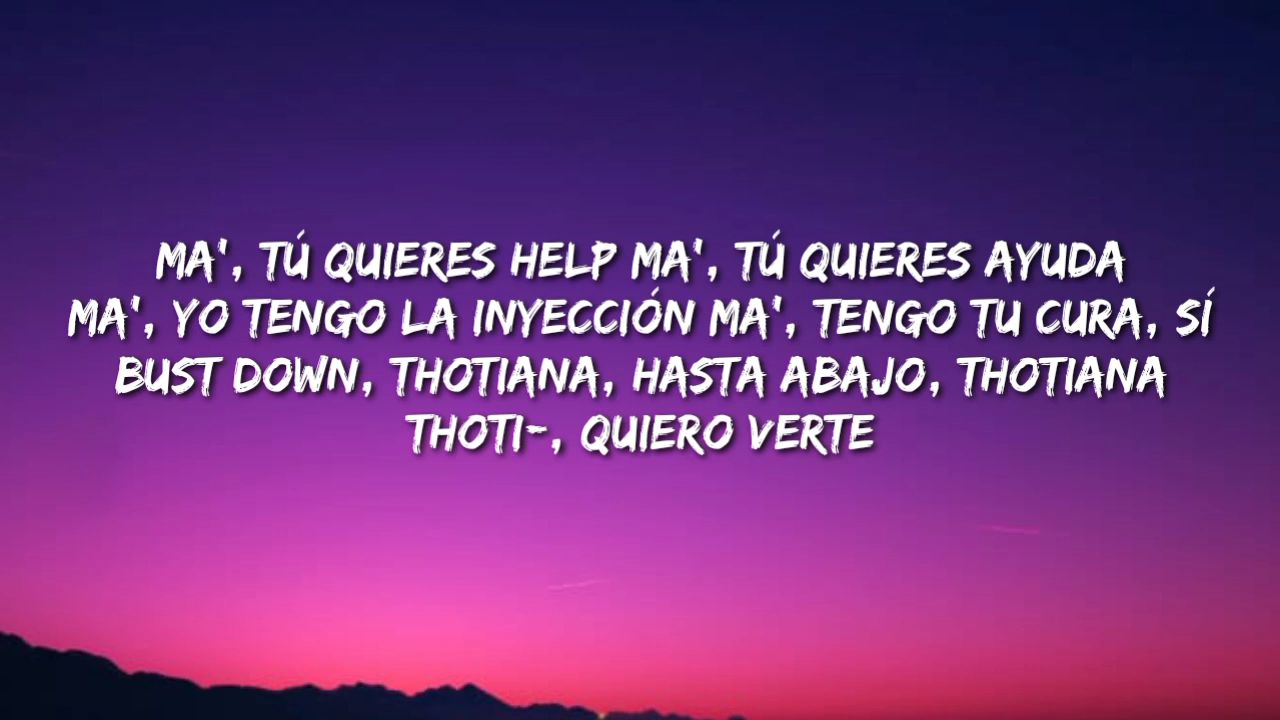 MA', TÚ QUIERES HELP MA', TÚ QUIERES AYUDA
MA', YO TENGO LA INYECCIÓN MA', TENGO TU CURA, SÍ
BUST DOWN, THOTIANA, HASTA ABAJO, THOTIANA
THOTI-, QUIERO VERTE